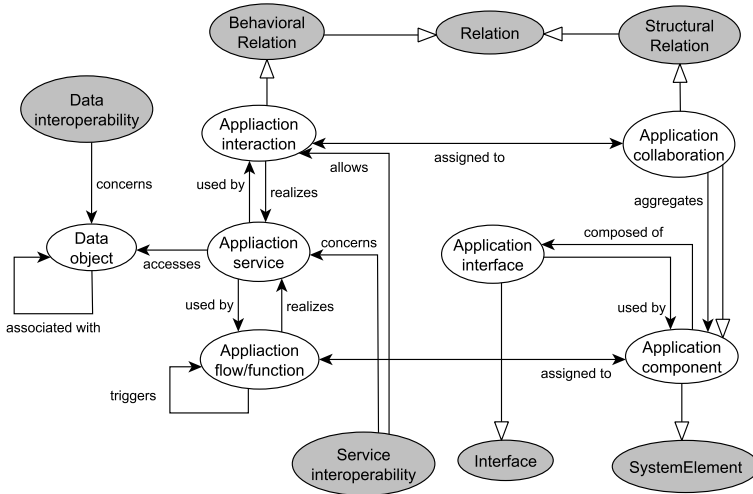 Behavioral
Relation
Relation
Structural
Relation
Data
interoperability
Appliaction
interaction
Application
collaboration
allows
assigned to
concerns
used by
realizes
aggregates
Data
object
accesses
Appliaction
service
concerns
Application
interface
composed of
associated with
used by
realizes
used by
Appliaction
flow/function
Application
component
triggers
assigned to
Service
interoperability
Interface
SystemElement